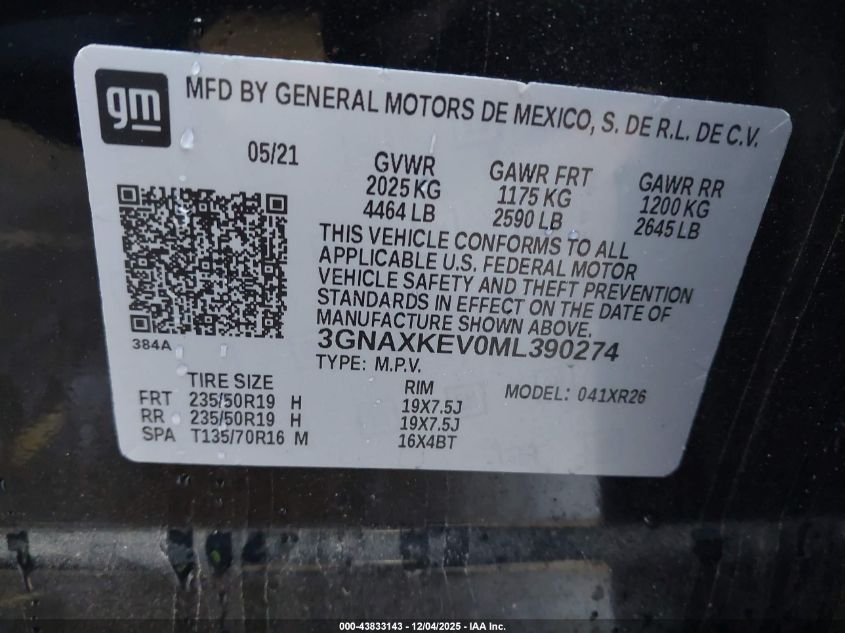 gm
MFD BY GENERAL MOTORS DE MEXICO, S. DE R.L. DE C.V.
05/21
GVWR
2025 KG
4464 LB
GAWR FRT
1175 KG
2590 LB
GAWR RR
1200 KG
2645 LB
THIS VEHICLE CONFORMS TO ALL
APPLICABLE U.S. FEDERAL MOTOR
VEHICLE SAFETY AND THEFT PREVENTION
STANDARDS IN EFFECT ON THE DATE OF
MANUFACTURE SHOWN ABOVE.
384A
3GNAXKEV0ML390274
TYPE: M.P.V.
TIRE SIZE RIM MODEL: 041XR26
FRT 235/50R19 H 19X7.5J
RR 235/50R19 H 19X7.5J
SPA T135/70R16 M 16X4BT
000-43833143 - 12/04/2025 - IAA Inc.